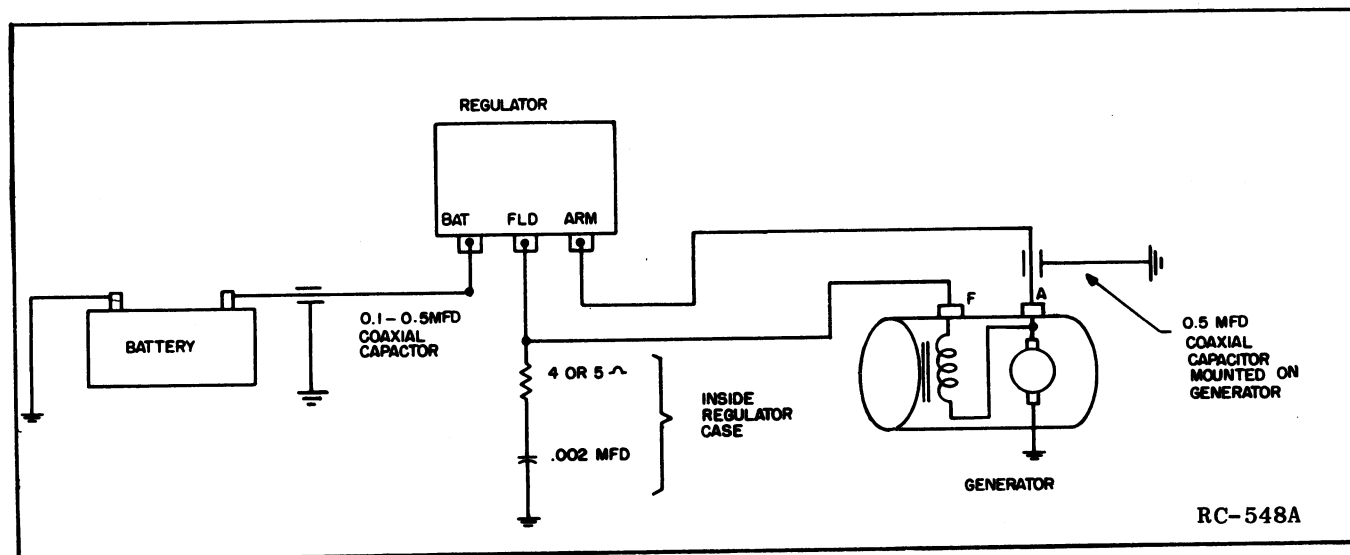 REGULATOR
BAT FLD ARM
F
A
0.1-0.5MFD
COAXIAL
CAPACTOR
BATTERY
0.5 MFD
COAXIAL
CAPACITOR
MOUNTED ON
GENERATOR
4 OR 5
INSIDE
REGULATOR
CASE
.002 MFD
GENERATOR
RC-548A